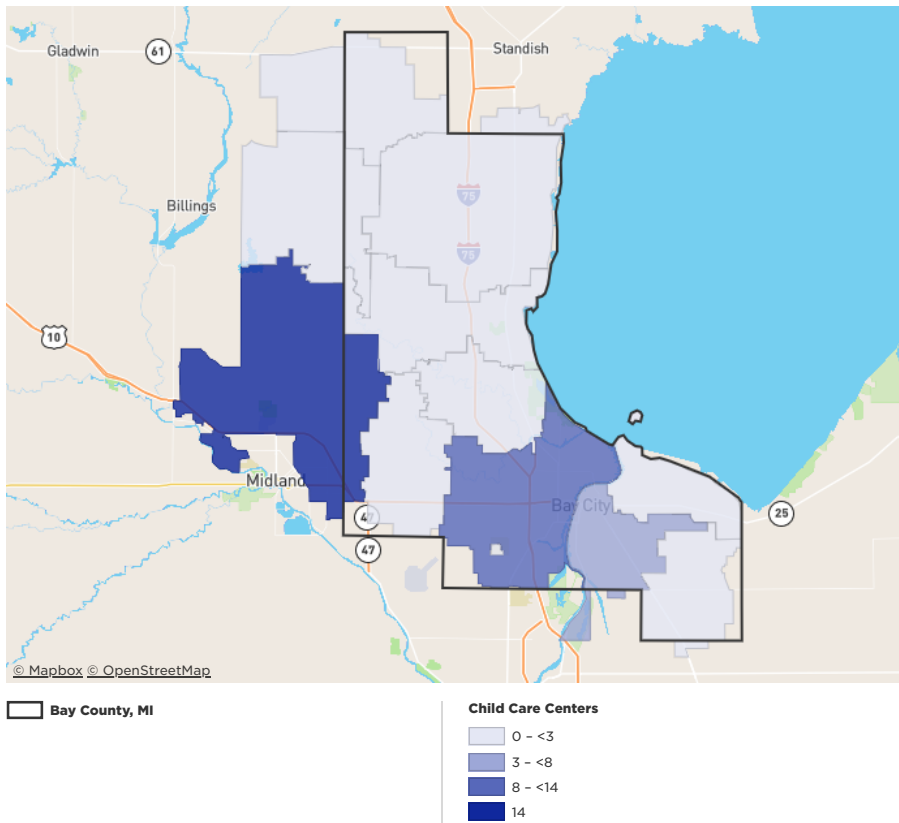 Gladwin
61
Standish
75
Billings
75
10
Midland
Bay City
25
47
47
© Mapbox © OpenStreetMap
Bay County, MI
Child Care Centers
0 – <3
3 – <8
8 – <14
14